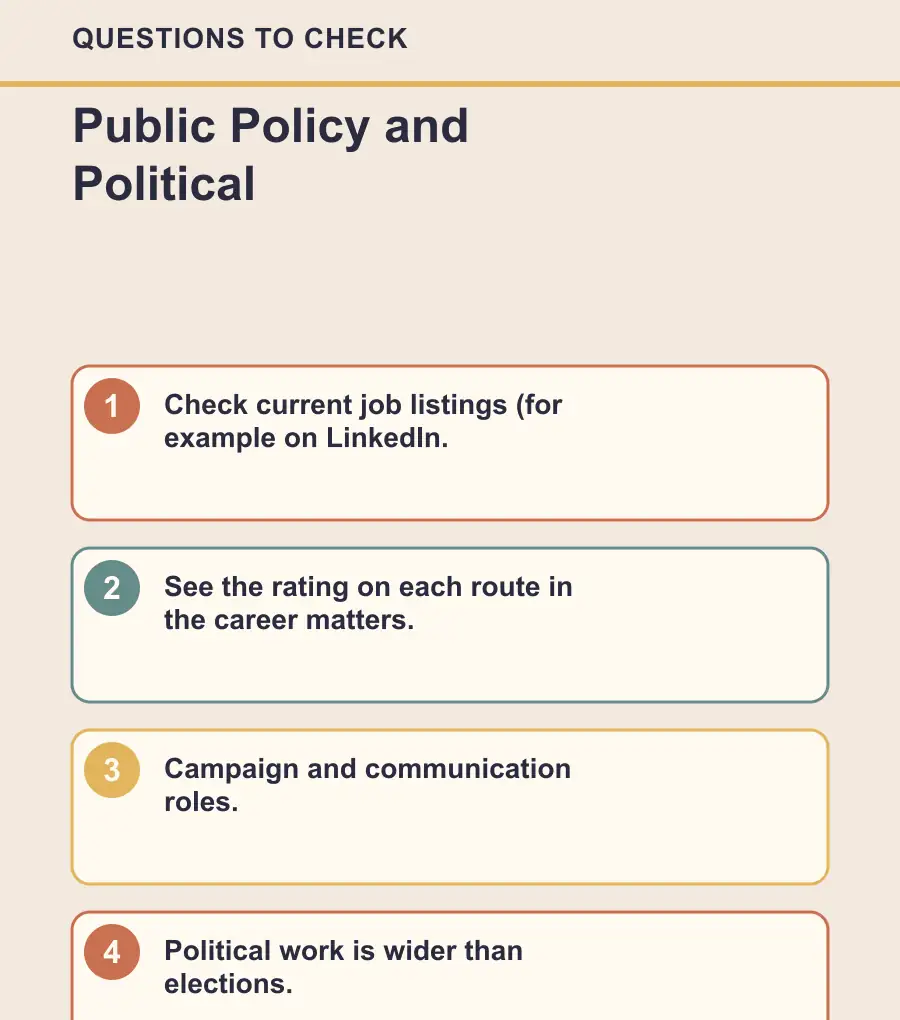 QUESTIONS TO CHECK
Public Policy and
Political
1
Check current job listings (for
example on LinkedIn.
2
See the rating on each route in
the career matters.
3
Campaign and communication
roles.
4
Political work is wider than
elections.